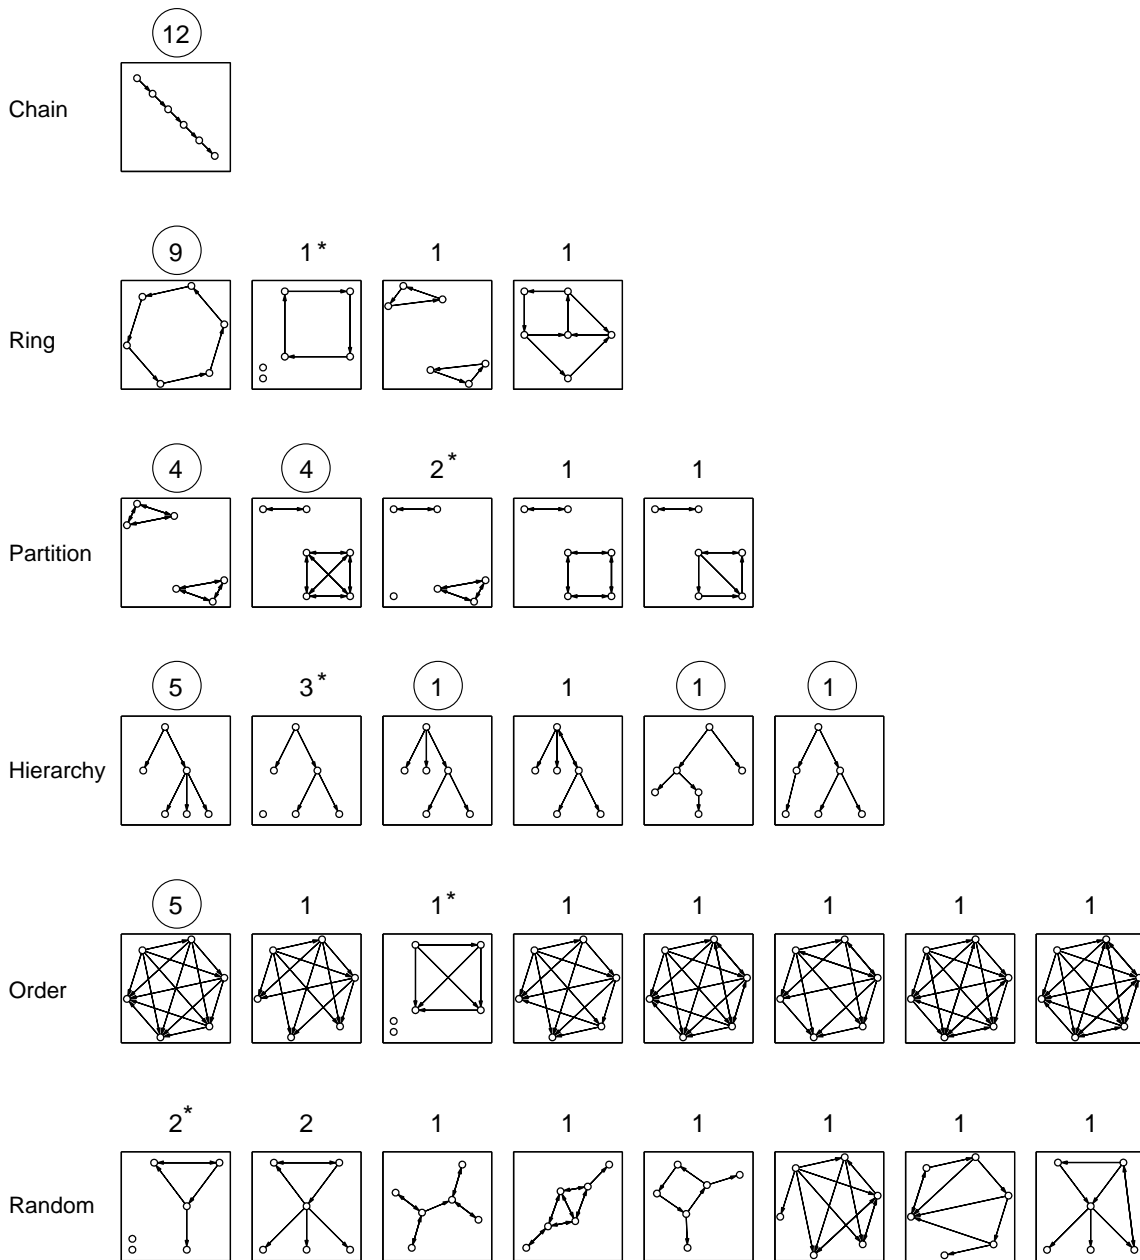 12
Chain
9 1* 1 1
Ring
4 4 2* 1 1
Partition
5 3* 1 1 1 1
Hierarchy
5 1 1* 1 1 1 1 1
Order
2* 2 1 1 1 1 1 1
Random